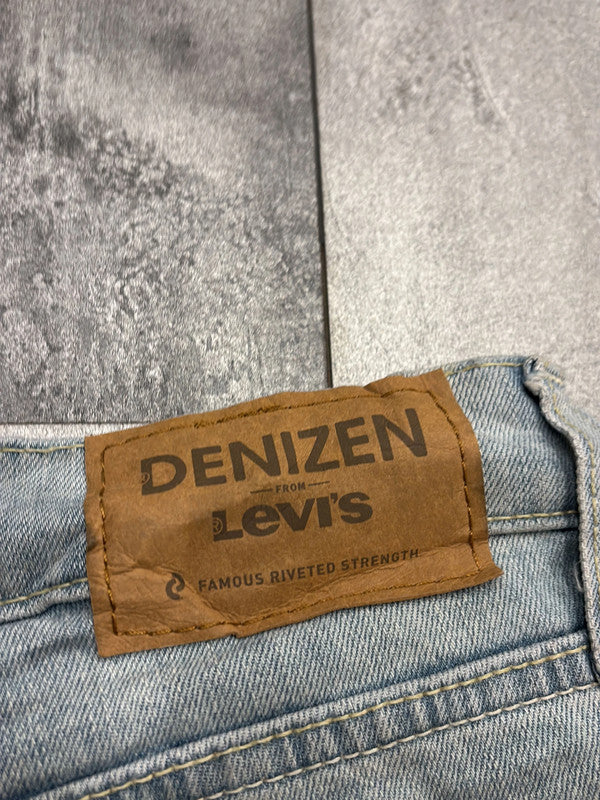 DENIZEN
FROM
Levi's
FAMOUS RIVETED STRENGTH